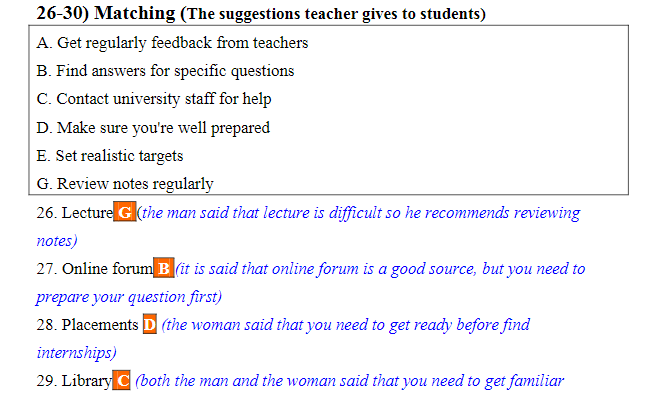 26-30) Matching (The suggestions teacher gives to students)
A. Get regularly feedback from teachers
B. Find answers for specific questions
C. Contact university staff for help
D. Make sure you're well prepared
E. Set realistic targets
G. Review notes regularly
26. Lecture G (the man said that lecture is difficult so he recommends reviewing
notes)
27. Online forum B (it is said that online forum is a good source, but you need to
prepare your question first)
28. Placements D (the woman said that you need to get ready before find
internships)
29. Library C (both the man and the woman said that you need to get familiar